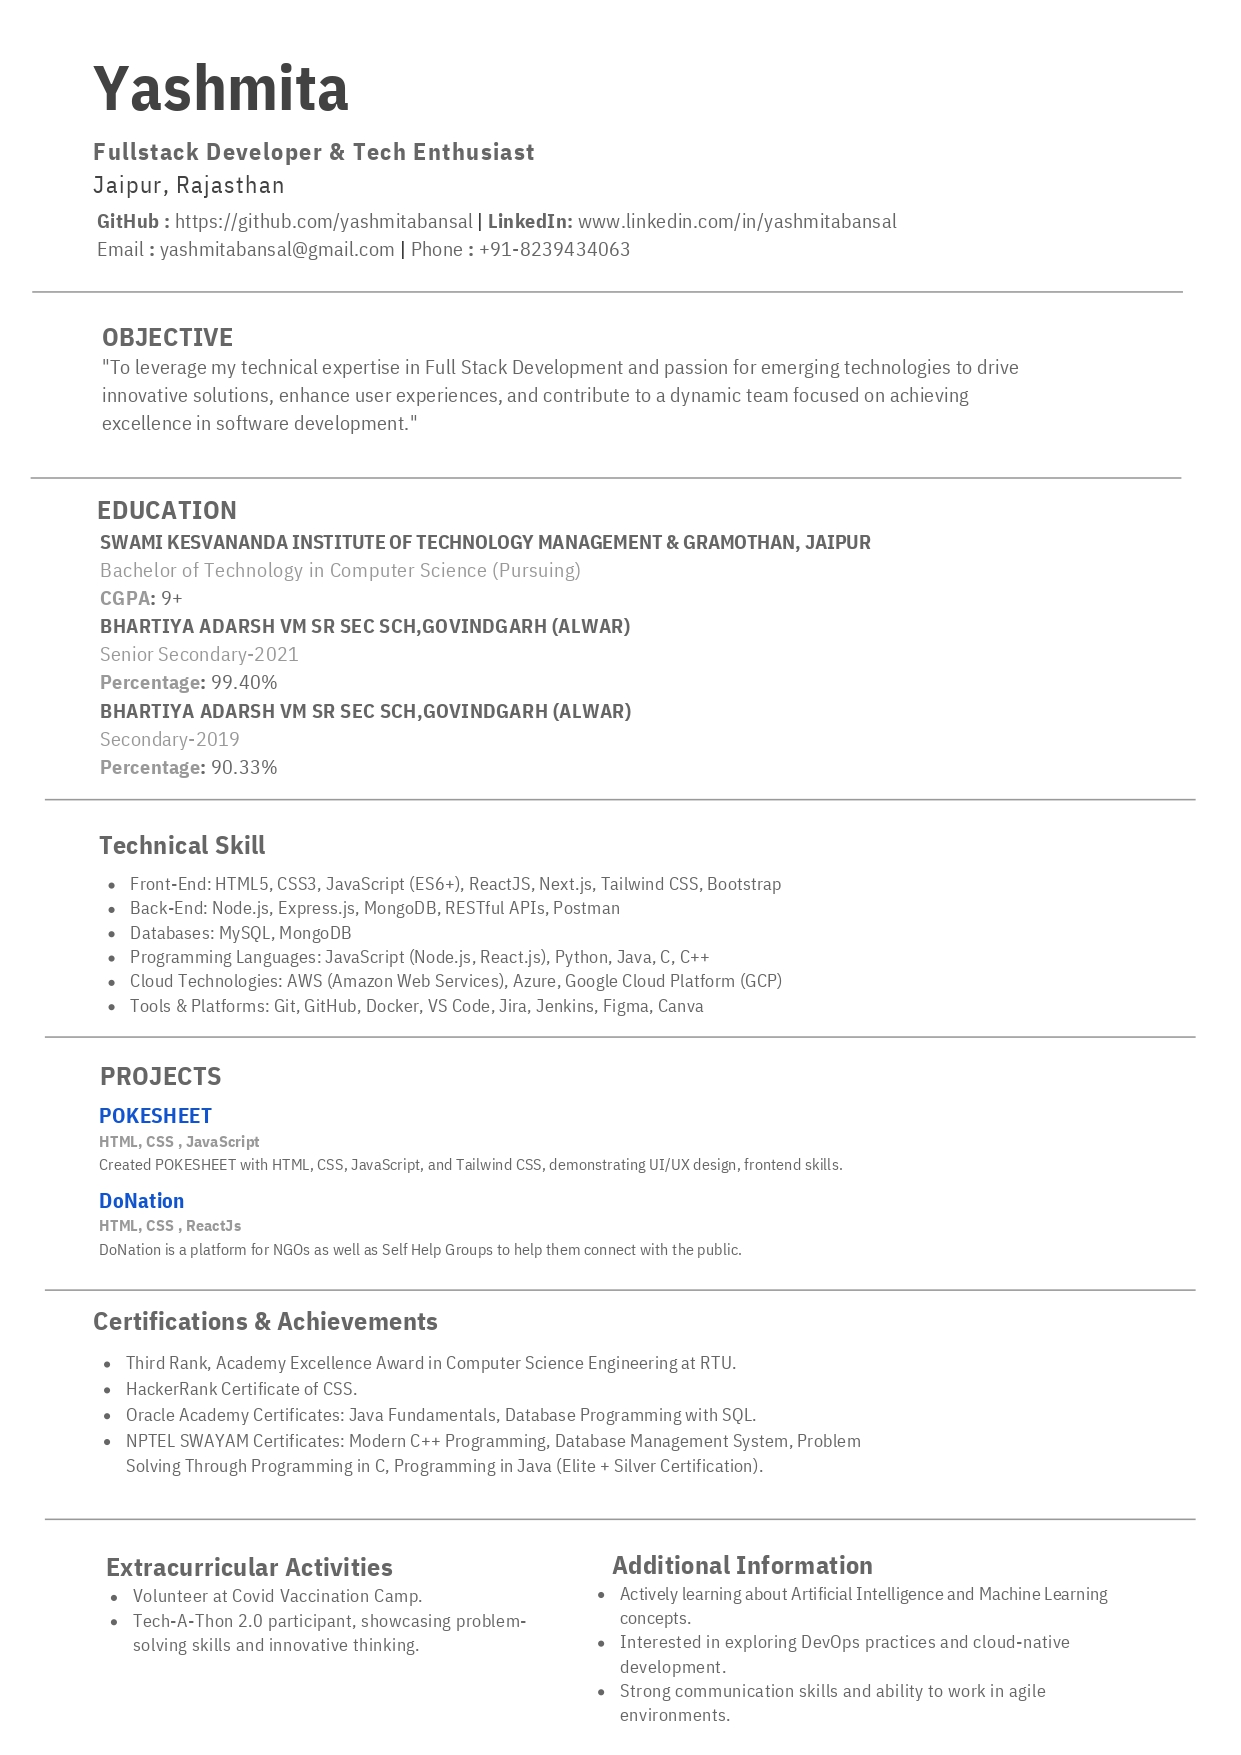 Yashmita
Fullstack Developer & Tech Enthusiast
Jaipur, Rajasthan
GitHub : https://github.com/yashmitabansal | LinkedIn: www.linkedin.com/in/yashmitabansal
Email : yashmitabansal@gmail.com | Phone : +91-8239434063
OBJECTIVE
"To leverage my technical expertise in Full Stack Development and passion for emerging technologies to drive
innovative solutions, enhance user experiences, and contribute to a dynamic team focused on achieving
excellence in software development."
EDUCATION
SWAMI KESVANANDA INSTITUTE OF TECHNOLOGY MANAGEMENT & GRAMOTHAN, JAIPUR
Bachelor of Technology in Computer Science (Pursuing)
CGPA: 9+
BHARTIYA ADARSH VM SR SEC SCH,GOVINDGARH (ALWAR)
Senior Secondary-2021
Percentage: 99.40%
BHARTIYA ADARSH VM SR SEC SCH,GOVINDGARH (ALWAR)
Secondary-2019
Percentage: 90.33%
Technical Skill
• Front-End: HTML5, CSS3, JavaScript (ES6+), ReactJS, Next.js, Tailwind CSS, Bootstrap
• Back-End: Node.js, Express.js, MongoDB, RESTful APIs, Postman
• Databases: MySQL, MongoDB
• Programming Languages: JavaScript (Node.js, React.js), Python, Java, C, C++
• Cloud Technologies: AWS (Amazon Web Services), Azure, Google Cloud Platform (GCP)
• Tools & Platforms: Git, GitHub, Docker, VS Code, Jira, Jenkins, Figma, Canva
PROJECTS
POKESHEET
HTML, CSS , JavaScript
Created POKESHEET with HTML, CSS, JavaScript, and Tailwind CSS, demonstrating UI/UX design, frontend skills.
DoNation
HTML, CSS , ReactJs
DoNation is a platform for NGOs as well as Self Help Groups to help them connect with the public.
Certifications & Achievements
• Third Rank, Academy Excellence Award in Computer Science Engineering at RTU.
• HackerRank Certificate of CSS.
• Oracle Academy Certificates: Java Fundamentals, Database Programming with SQL.
• NPTEL SWAYAM Certificates: Modern C++ Programming, Database Management System, Problem
Solving Through Programming in C, Programming in Java (Elite + Silver Certification).
Extracurricular Activities
• Volunteer at Covid Vaccination Camp.
• Tech-A-Thon 2.0 participant, showcasing problem-
solving skills and innovative thinking.
Additional Information
• Actively learning about Artificial Intelligence and Machine Learning
concepts.
• Interested in exploring DevOps practices and cloud-native
development.
• Strong communication skills and ability to work in agile
environments.